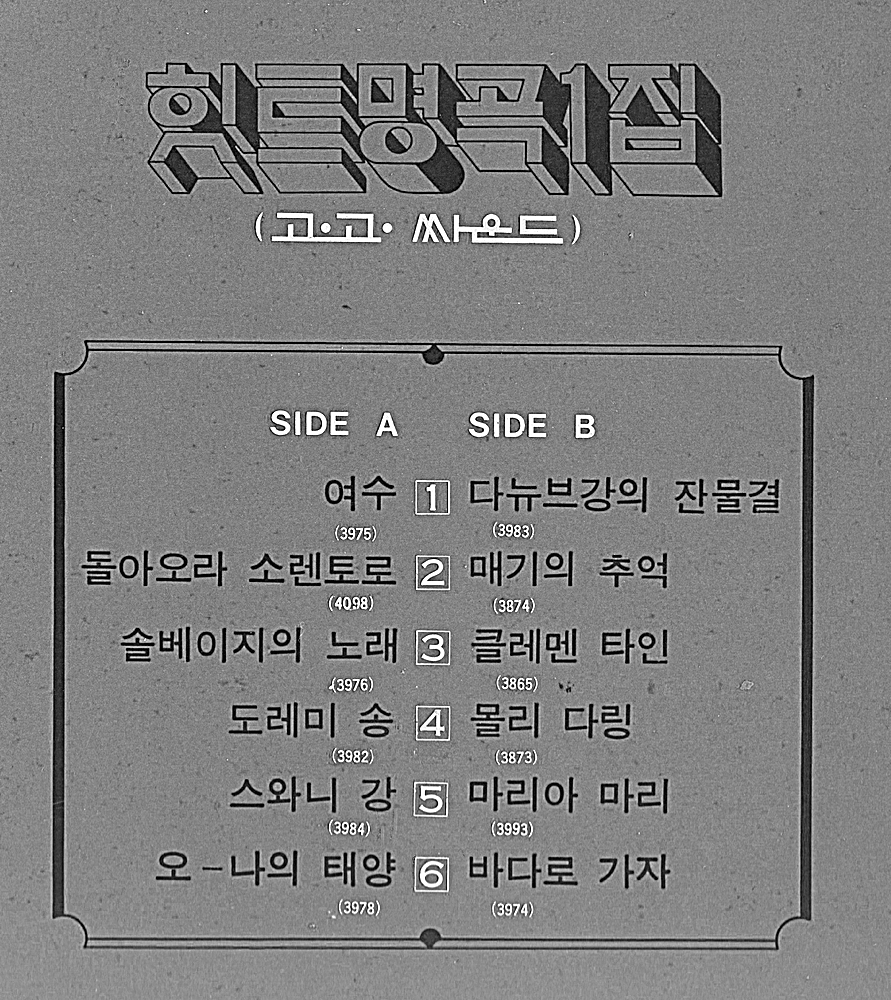 힛트명곡1집
(고·고· 싸운드)
SIDE A SIDE B
여수 1 다뉴브강의 잔물결
(3975) (3983)
돌아오라 소렌토로 2 매기의 추억
(4098) (3874)
솔베이지의 노래 3 클레멘 타인
(3976) (3865)
도레미 송 4 몰리 다링
(3982) (3873)
스와니 강 5 마리아 마리
(3984) (3993)
오-나의 태양 6 바다로 가자
(3978) (3974)